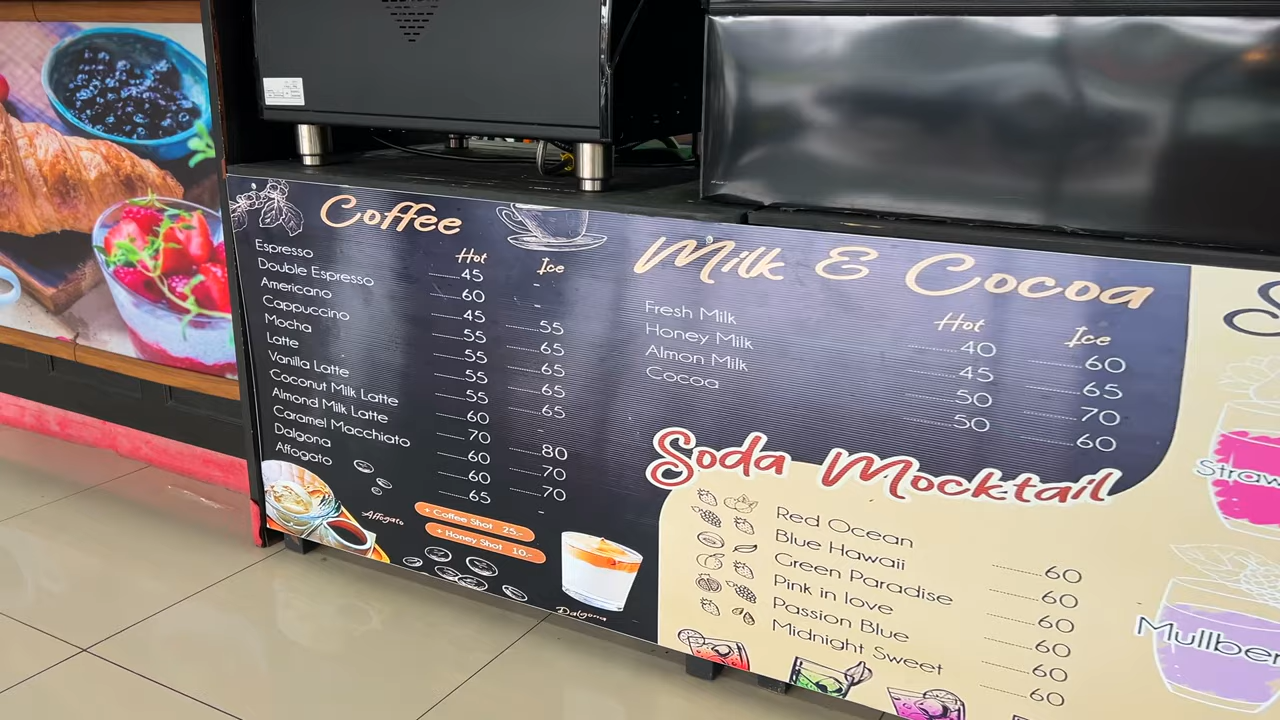 Coffee
Hot Ice
Espresso 45 -
Double Espresso 60 -
Americano 45 55
Cappuccino 55 65
Mocha 55 65
Latte 55 65
Vanilla Latte 55 65
Coconut Milk Latte 60 -
Almond Milk Latte 70 80
Caramel Macchiato 60 70
Dalgona 60 70
Affogato 65 -
Affogato
+ Coffee Shot 25,-
+ Honey Shot 10,-
Dalgona
Milk & Cocoa
Hot Ice
Fresh Milk 40 60
Honey Milk 45 65
Almon Milk 50 70
Cocoa 50 60
Soda Mocktail
Red Ocean 60
Blue Hawaii 60
Green Paradise 60
Pink in love 60
Passion Blue 60
Midnight Sweet 60
S
Straw
Mullber